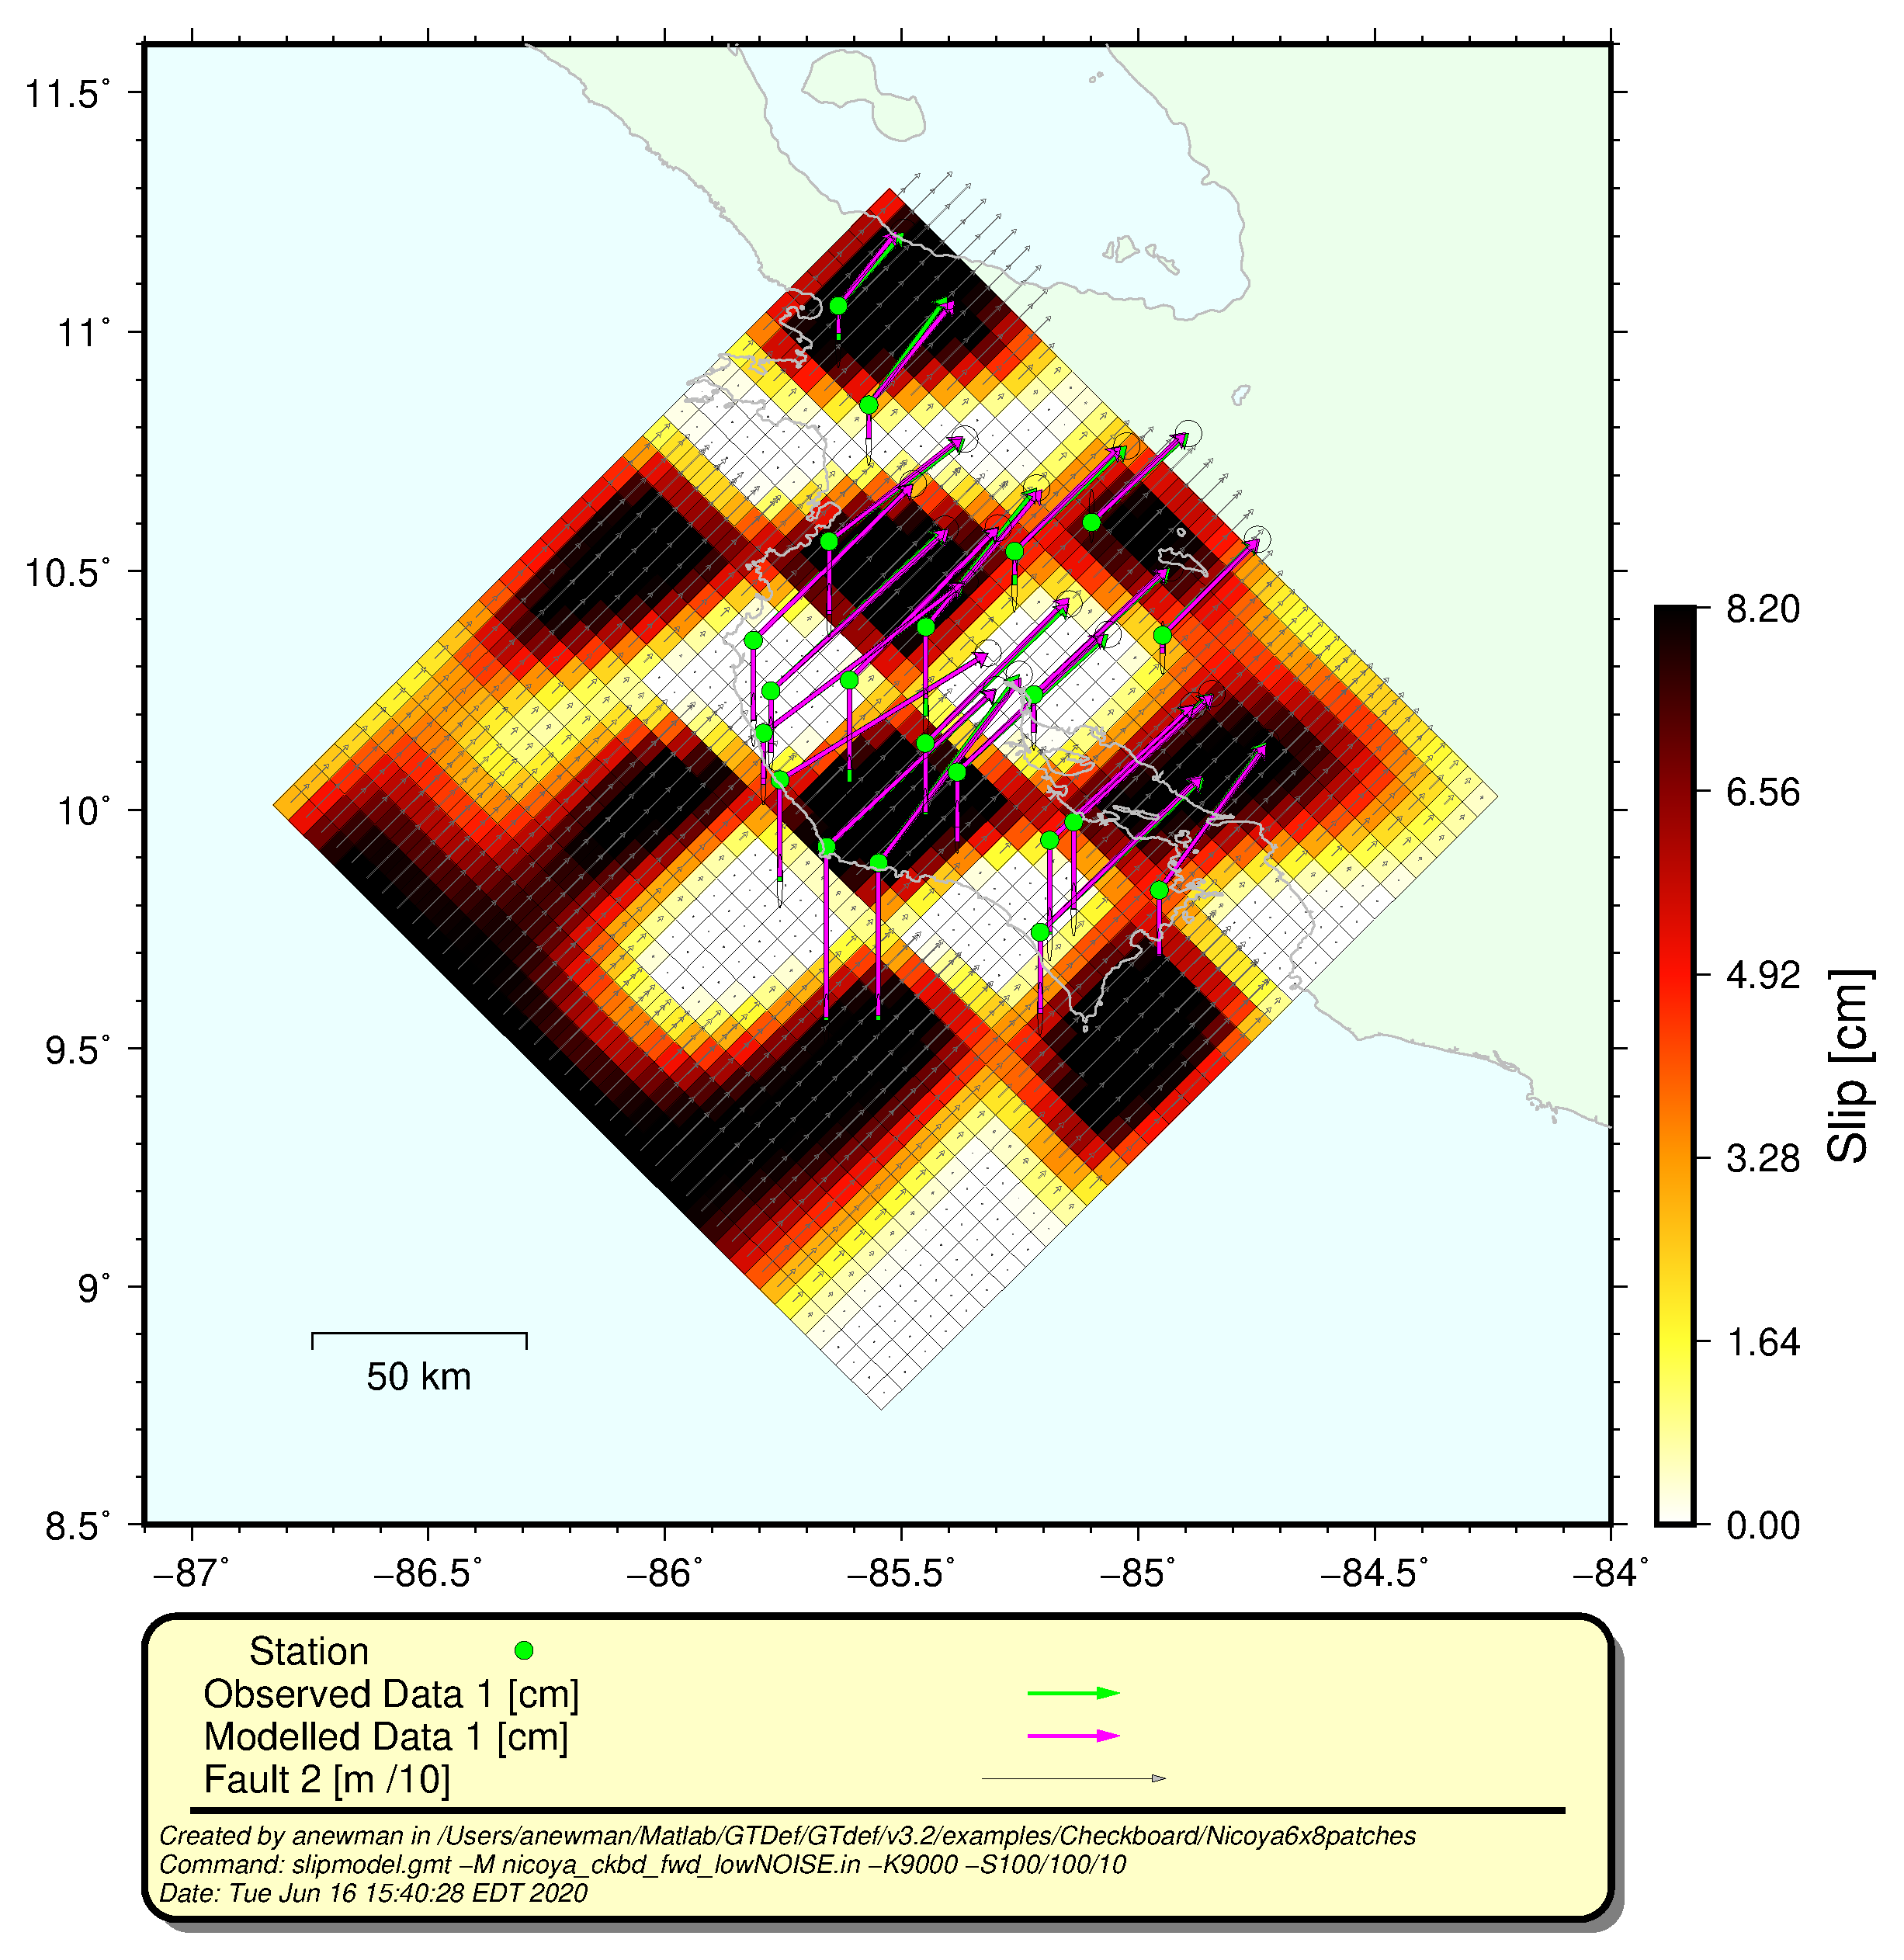 11.5°
11°
10.5°
10°
9.5°
9°
8.5°
50 km
−87°
−86.5°
−86°
−85.5°
−85°
−84.5°
−84°
8.20
6.56
4.92
3.28
1.64
0.00
Slip [cm]
Station
Observed Data 1 [cm]
Modelled Data 1 [cm]
Fault 2 [m /10]
Created by anewman in /Users/anewman/Matlab/GTDef/GTdef/v3.2/examples/Checkboard/Nicoya6x8patches
Command: slipmodel.gmt −M nicoya_ckbd_fwd_lowNOISE.in −K9000 −S100/100/10
Date: Tue Jun 16 15:40:28 EDT 2020